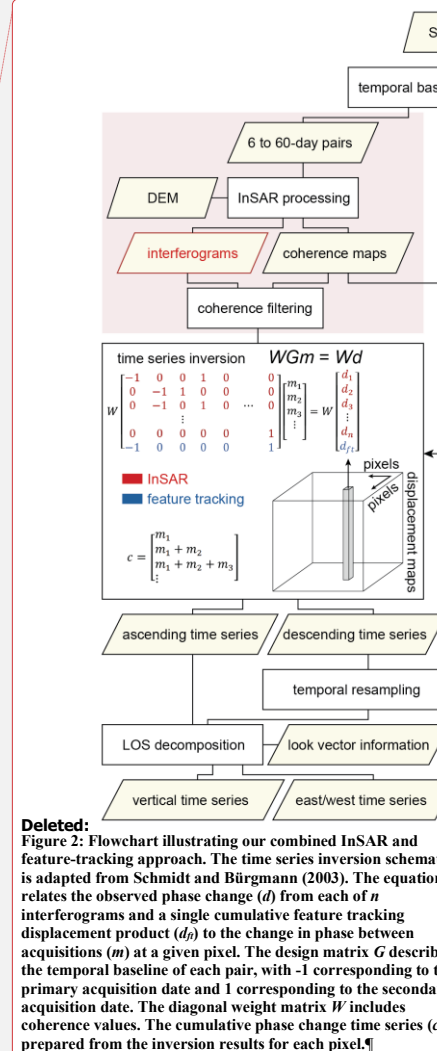 S
temporal bas
6 to 60-day pairs
DEM
InSAR processing
interferograms
coherence maps
coherence filtering
time series inversion WGm = Wd
-1 0 0 1 0 0 d₁
0 -1 1 0 0 0 m₁ d₂
W 0 -1 0 1 0 ⋯ 0 m₂ = W d₃
⋮ m₃ ⋮
0 0 0 0 0 1 ⋮ dₙ
-1 0 0 0 0 1 d_ft
InSAR
feature tracking
pixels
pixels
displacement maps
m₁
c = m₁ + m₂
m₁ + m₂ + m₃
⋮
ascending time series
descending time series
temporal resampling
LOS decomposition
look vector information
vertical time series
east/west time series
Deleted:
Figure 2: Flowchart illustrating our combined InSAR and
feature-tracking approach. The time series inversion schema
is adapted from Schmidt and Bürgmann (2003). The equation
relates the observed phase change (d) from each of n
interferograms and a single cumulative feature tracking
displacement product (d_ft) to the change in phase between
acquisitions (m) at a given pixel. The design matrix G describ
the temporal baseline of each pair, with -1 corresponding to t
primary acquisition date and 1 corresponding to the seconda
acquisition date. The diagonal weight matrix W includes
coherence values. The cumulative phase change time series (c
prepared from the inversion results for each pixel.¶